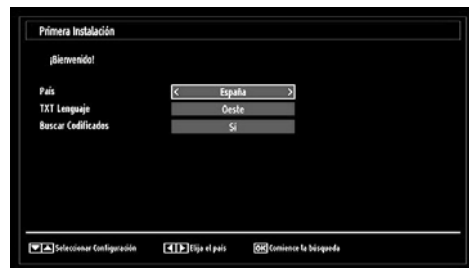 Primera Instalación
¡Bienvenido!
País < España >
TXT Lenguaje Oeste
Buscar Codificados Sí
Seleccionar Configuración Elija el país OK Comience la búsqueda